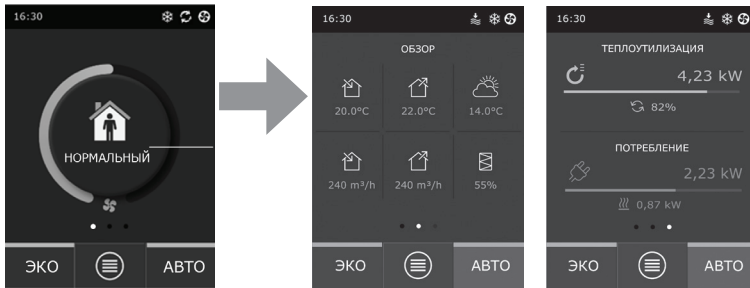 16:30
НОРМАЛЬНЫЙ
ЭКО
АВТО
16:30
ОБЗОР
20.0°C
22.0°C
14.0°C
240 m³/h
240 m³/h
55%
ЭКО
АВТО
16:30
ТЕПЛОУТИЛИЗАЦИЯ
4,23 kW
82%
ПОТРЕБЛЕНИЕ
2,23 kW
0,87 kW
ЭКО
АВТО